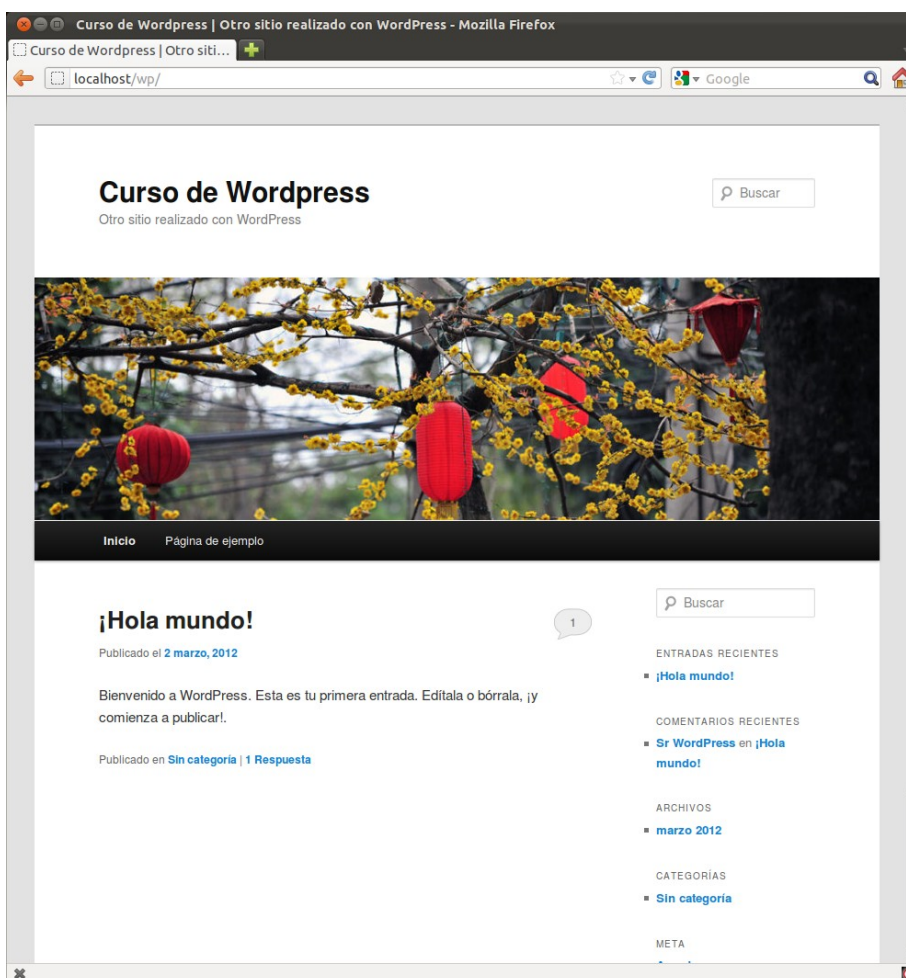 Curso de Wordpress | Otro sitio realizado con WordPress - Mozilla Firefox
Curso de Wordpress | Otro siti...
localhost/wp/
Google
Curso de Wordpress
Otro sitio realizado con WordPress
Buscar
Inicio
Página de ejemplo
¡Hola mundo!
1
Publicado el 2 marzo, 2012
Bienvenido a WordPress. Esta es tu primera entrada. Edítala o bórrala, ¡y
comienza a publicar!.
Publicado en Sin categoría | 1 Respuesta
Buscar
ENTRADAS RECIENTES
¡Hola mundo!
COMENTARIOS RECIENTES
Sr WordPress en ¡Hola
mundo!
ARCHIVOS
marzo 2012
CATEGORÍAS
Sin categoría
META